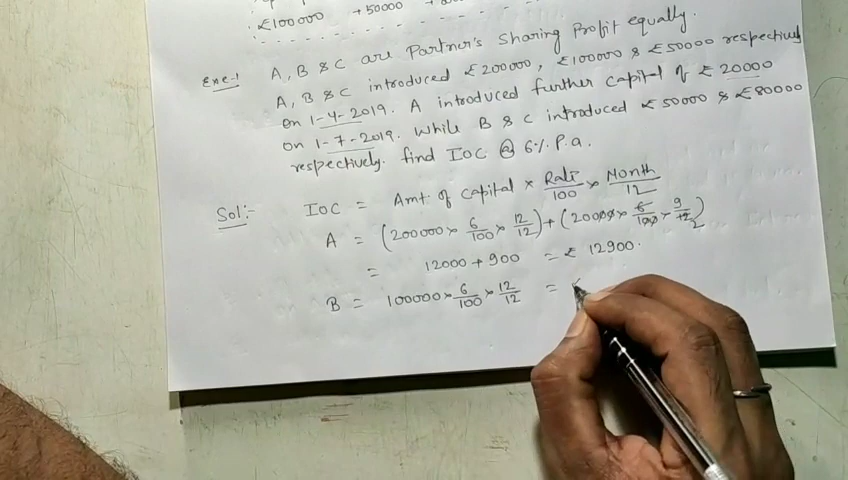 ₹100000 +50000
Exe-1 A, B & C are Partner's Sharing Profit equally.
A, B & C introduced ₹200000, ₹100000 & ₹50000 respectively
on 1-4-2019. A introduced further capital of ₹20000
on 1-7-2019. While B & C introduced ₹50000 & ₹80000
respectively. find IOC @ 6% P.a.
Sol:- IOC = Amt of capital × Rate/100 × Month/12
A = (200000 × 6/100 × 12/12) + (20000 × 6/100 × 9/12 2)
= 12000 + 900 = ₹ 12900.
B = 100000 × 6/100 × 12/12 =